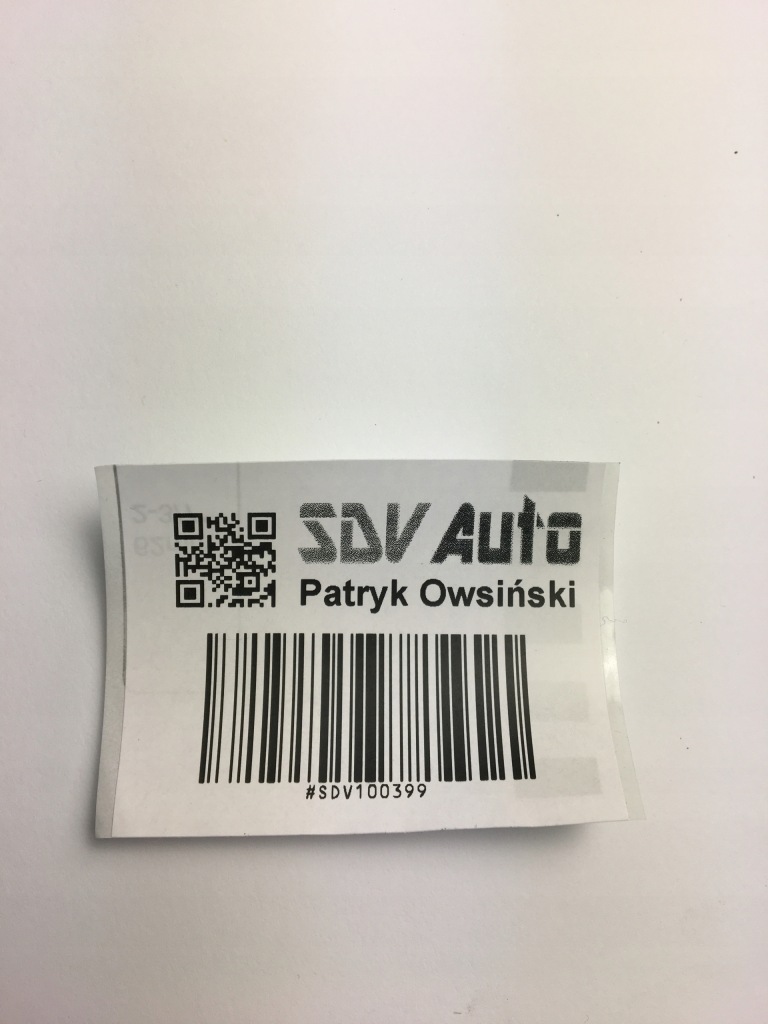 SDV Auto
Patryk Owsiński
#SDV100399